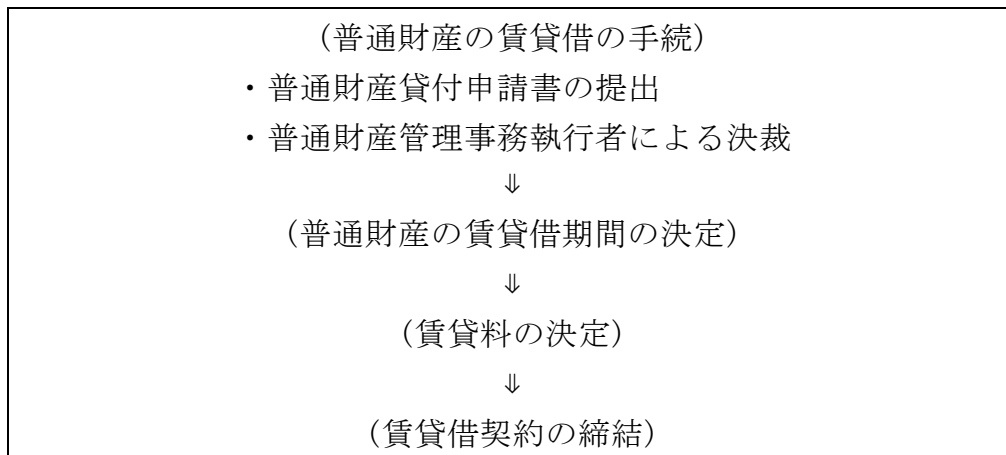 (普通財産の賃貸借の手続)
・普通財産貸付申請書の提出
・普通財産管理事務執行者による決裁
⇓
(普通財産の賃貸借期間の決定)
⇓
(賃貸料の決定)
⇓
(賃貸借契約の締結)